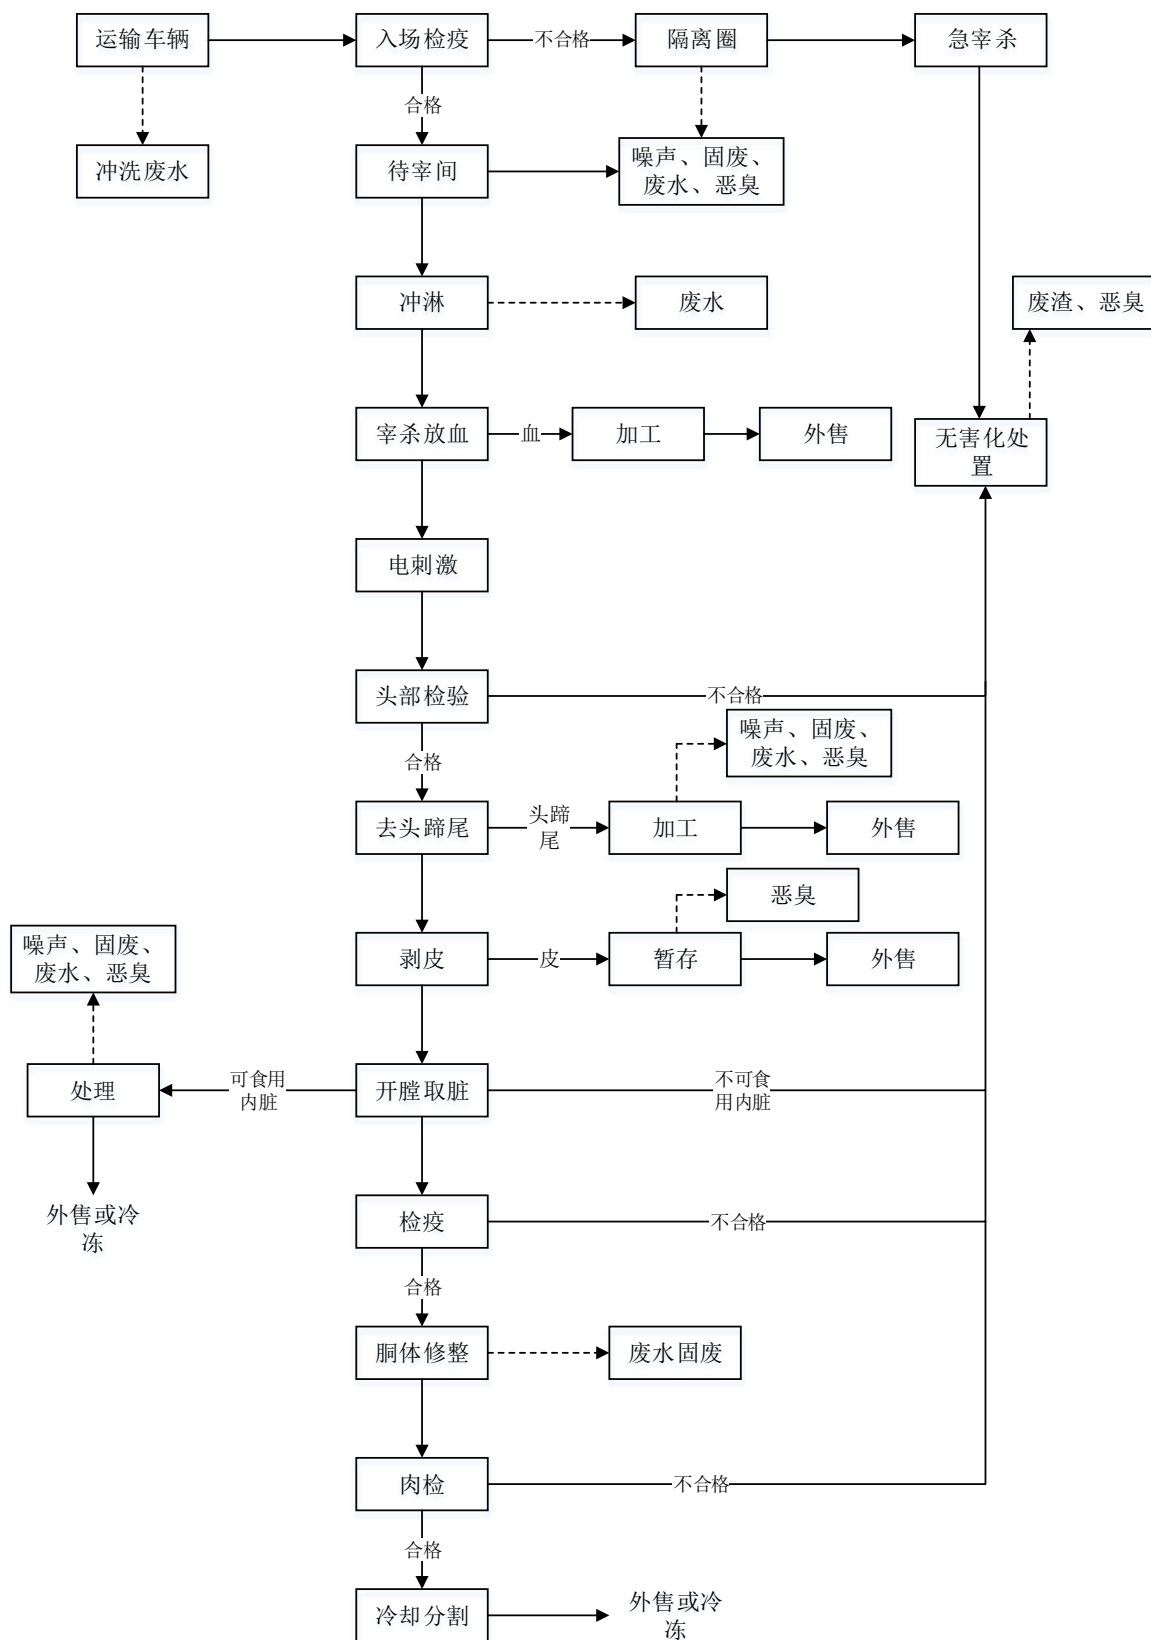 运输车辆
入场检疫
不合格
隔离圈
急宰杀
合格
冲洗废水
待宰间
噪声、固废、
废水、恶臭
冲淋
废水
废渣、恶臭
宰杀放血
血
加工
外售
无害化处
置
电刺激
头部检验
不合格
噪声、固废、
废水、恶臭
合格
去头蹄尾
头蹄
尾
加工
外售
恶臭
剥皮
皮
暂存
外售
噪声、固废、
废水、恶臭
处理
可食用
内脏
开膛取脏
不可食
用内脏
外售或冷
冻
检疫
不合格
合格
胴体修整
废水固废
肉检
不合格
合格
冷却分割
外售或冷
冻